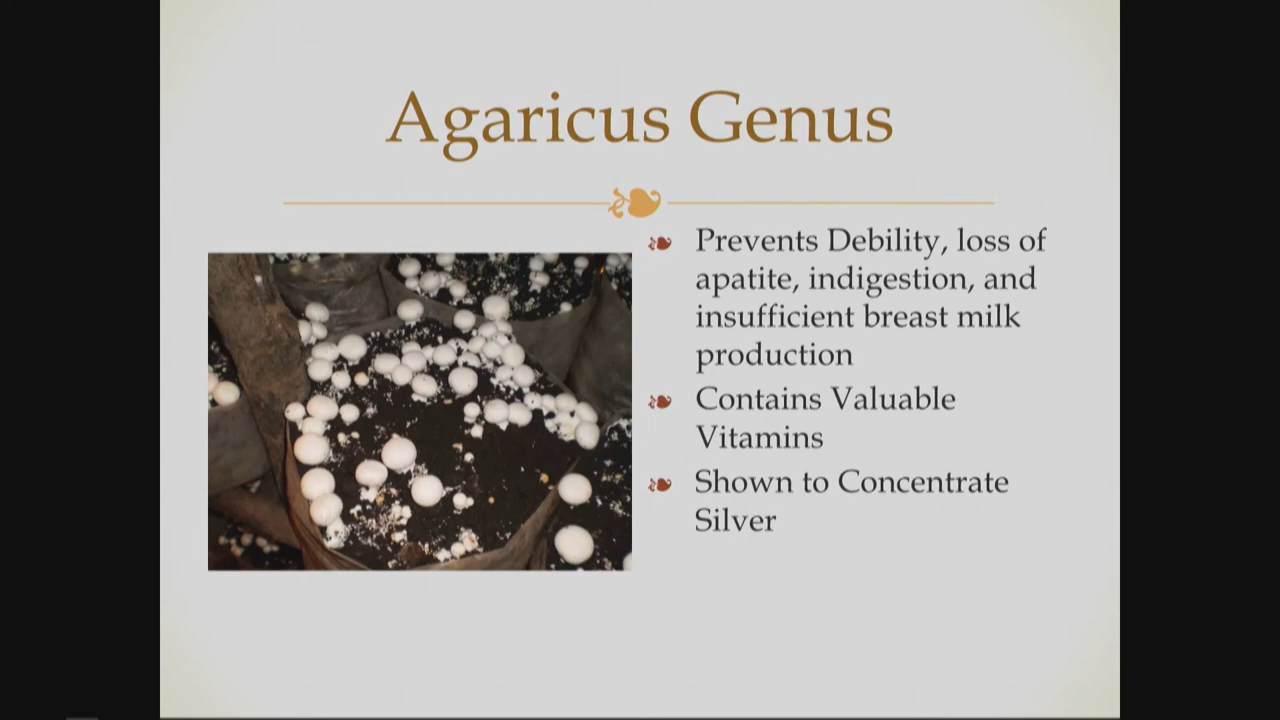 Agaricus Genus
Prevents Debility, loss of
apatite, indigestion, and
insufficient breast milk
production
Contains Valuable
Vitamins
Shown to Concentrate
Silver